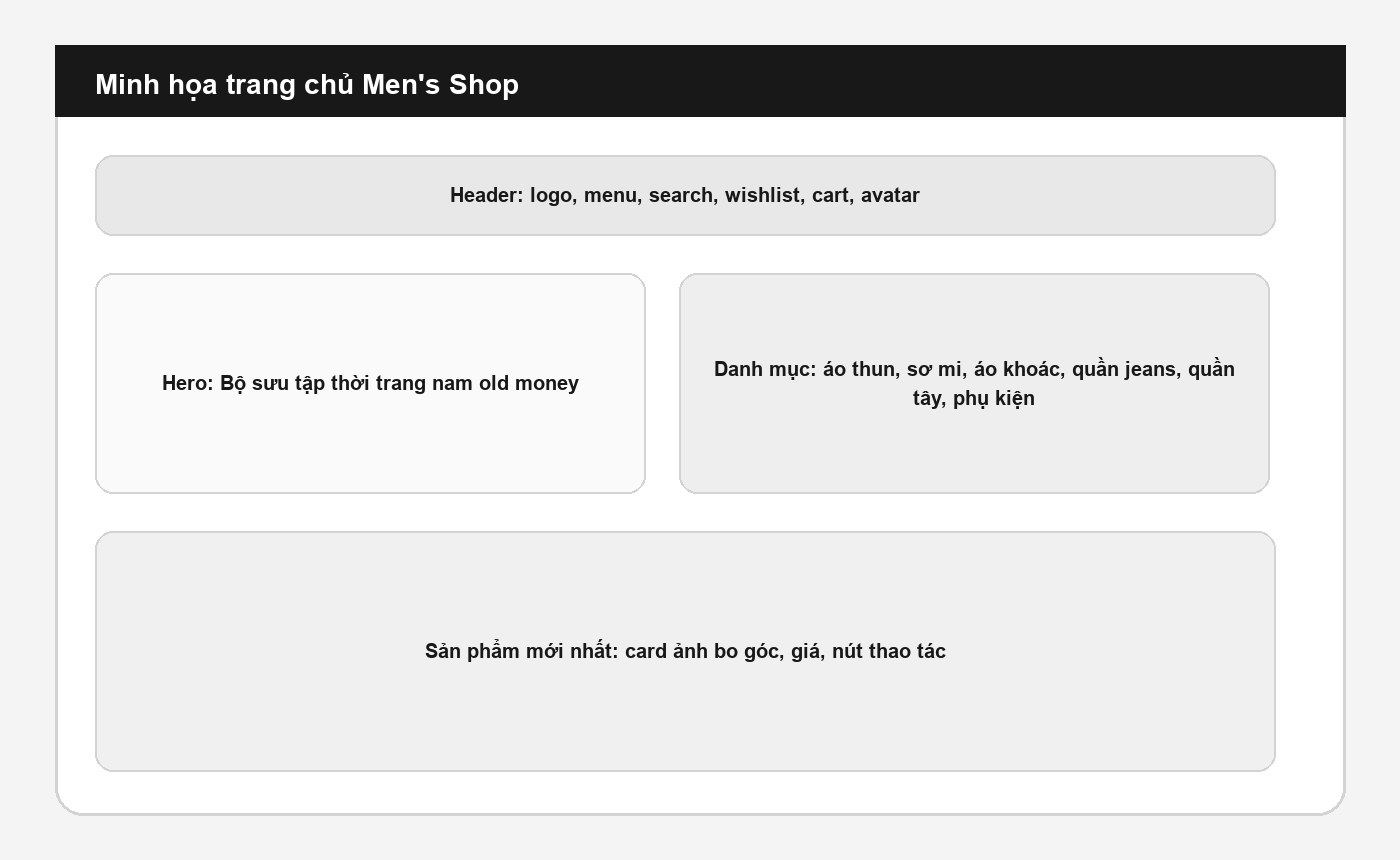 Minh họa trang chủ Men's Shop
Header: logo, menu, search, wishlist, cart, avatar
Hero: Bộ sưu tập thời trang nam old money
Danh mục: áo thun, sơ mi, áo khoác, quần jeans, quần
tây, phụ kiện
Sản phẩm mới nhất: card ảnh bo góc, giá, nút thao tác